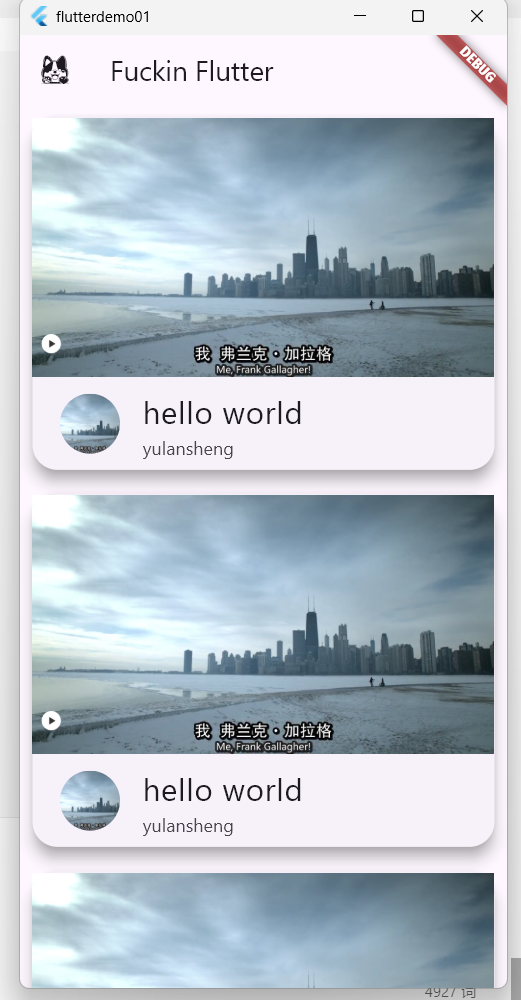 flutterdemo01
DEBUG
Fuckin Flutter
我 弗兰克·加拉格
Me, Frank Gallagher!
hello world
yulansheng
我 弗兰克·加拉格
Me, Frank Gallagher!
hello world
yulansheng
4927 词